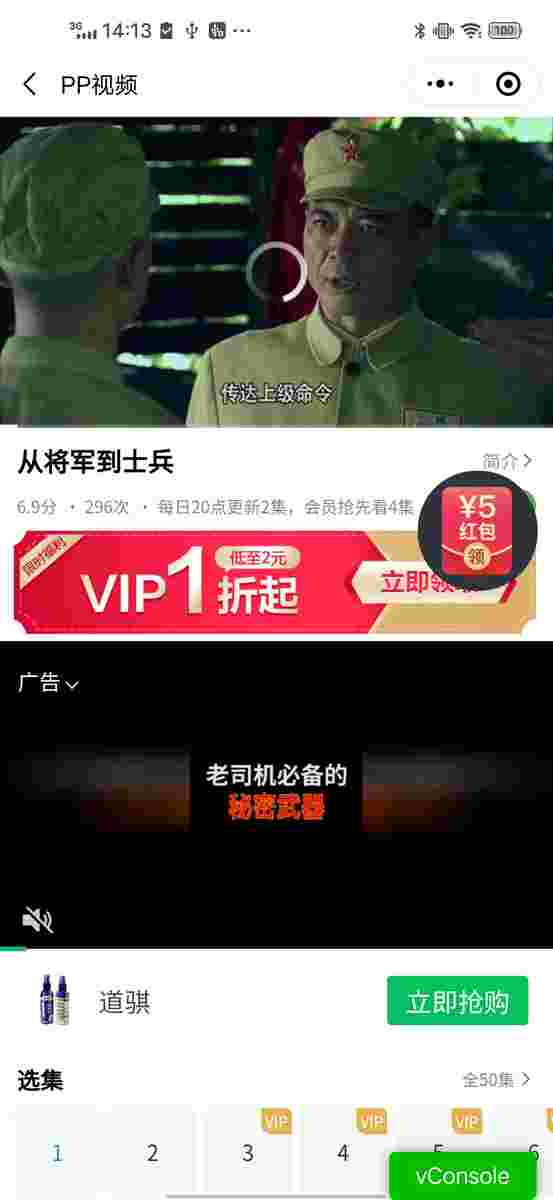 3G 14:13
100
PP视频
传达上级命令
从将军到士兵
简介
6.9分 · 296次 · 每日20点更新2集，会员抢先看4集
¥5
红包
领
限时福利
VIP1折起
低至2元
立即领
广告
老司机必备的
秘密武器
道骐
立即抢购
选集
全50集
VIP VIP VIP
1 2 3 4 5 6
vConsole